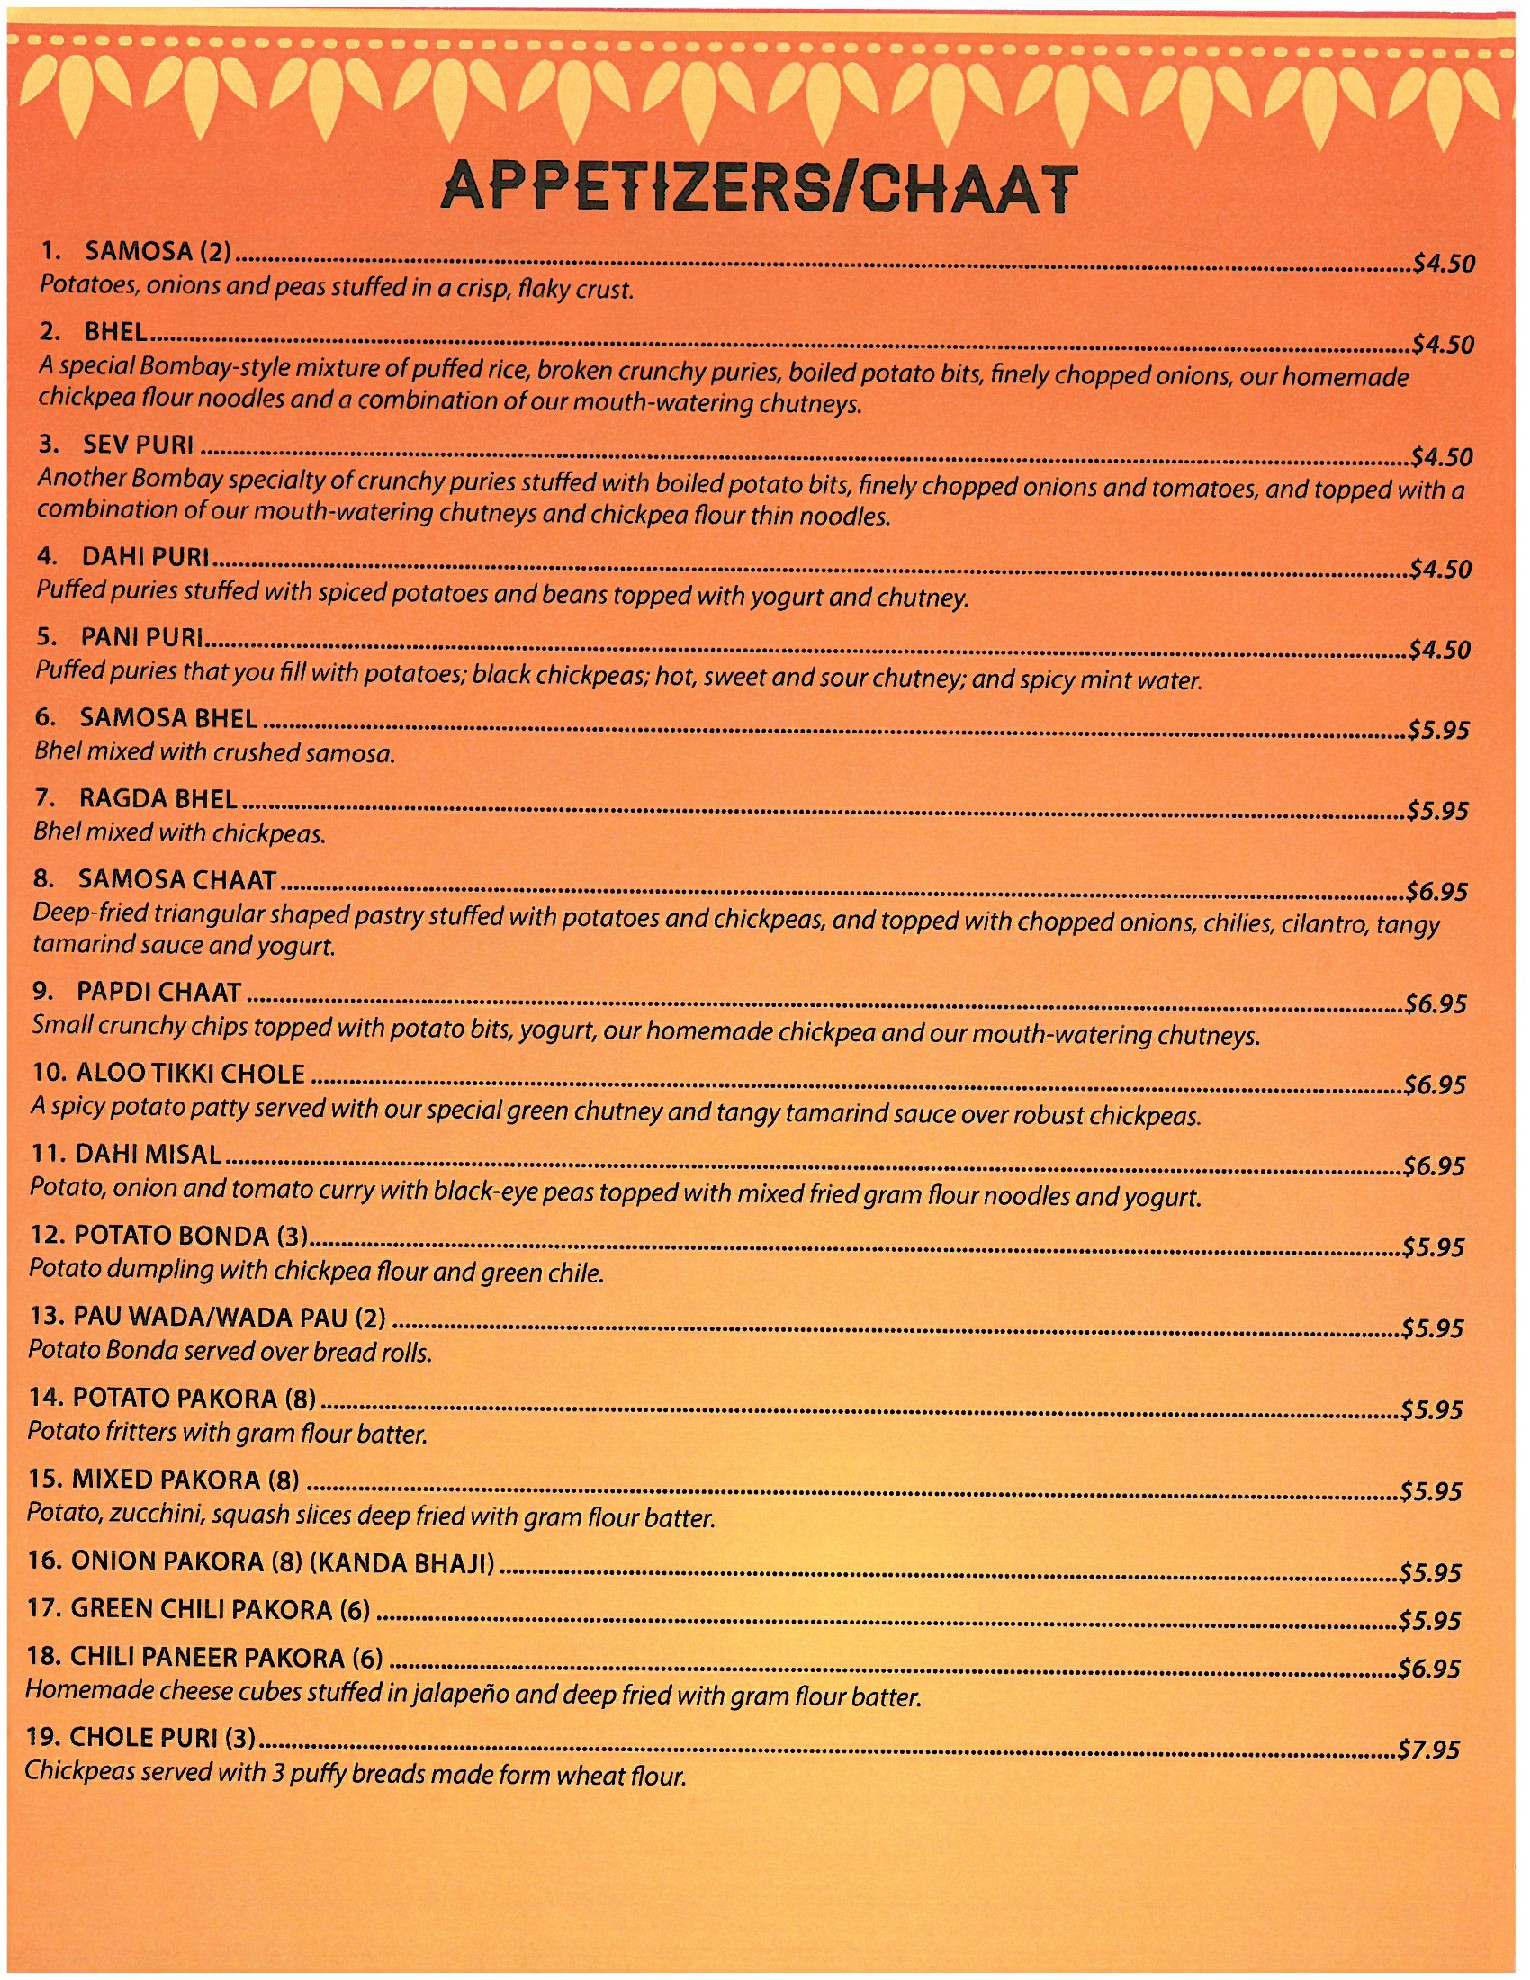 APPETIZERS/CHAAT
1. SAMOSA (2) $4.50
Potatoes, onions and peas stuffed in a crisp, flaky crust.
2. BHEL $4.50
A special Bombay-style mixture of puffed rice, broken crunchy puries, boiled potato bits, finely chopped onions, our homemade
chickpea flour noodles and a combination of our mouth-watering chutneys.
3. SEV PURI $4.50
Another Bombay specialty of crunchy puries stuffed with boiled potato bits, finely chopped onions and tomatoes, and topped with a
combination of our mouth-watering chutneys and chickpea flour thin noodles.
4. DAHI PURI $4.50
Puffed puries stuffed with spiced potatoes and beans topped with yogurt and chutney.
5. PANI PURI $4.50
Puffed puries that you fill with potatoes; black chickpeas; hot, sweet and sour chutney; and spicy mint water.
6. SAMOSA BHEL $5.95
Bhel mixed with crushed samosa.
7. RAGDA BHEL $5.95
Bhel mixed with chickpeas.
8. SAMOSA CHAAT $6.95
Deep-fried triangular shaped pastry stuffed with potatoes and chickpeas, and topped with chopped onions, chilies, cilantro, tangy
tamarind sauce and yogurt.
9. PAPDI CHAAT $6.95
Small crunchy chips topped with potato bits, yogurt, our homemade chickpea and our mouth-watering chutneys.
10. ALOO TIKKI CHOLE $6.95
A spicy potato patty served with our special green chutney and tangy tamarind sauce over robust chickpeas.
11. DAHI MISAL $6.95
Potato, onion and tomato curry with black-eye peas topped with mixed fried gram flour noodles and yogurt.
12. POTATO BONDA (3) $5.95
Potato dumpling with chickpea flour and green chile.
13. PAU WADA/WADA PAU (2) $5.95
Potato Bonda served over bread rolls.
14. POTATO PAKORA (8) $5.95
Potato fritters with gram flour batter.
15. MIXED PAKORA (8) $5.95
Potato, zucchini, squash slices deep fried with gram flour batter.
16. ONION PAKORA (8) (KANDA BHAJI) $5.95
17. GREEN CHILI PAKORA (6) $5.95
18. CHILI PANEER PAKORA (6) $6.95
Homemade cheese cubes stuffed in jalapeño and deep fried with gram flour batter.
19. CHOLE PURI (3) $7.95
Chickpeas served with 3 puffy breads made form wheat flour.